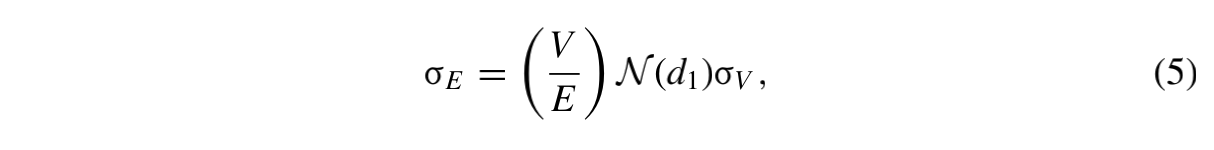 σ_E = (V/E) 𝒩(d_1)σ_V, (5)